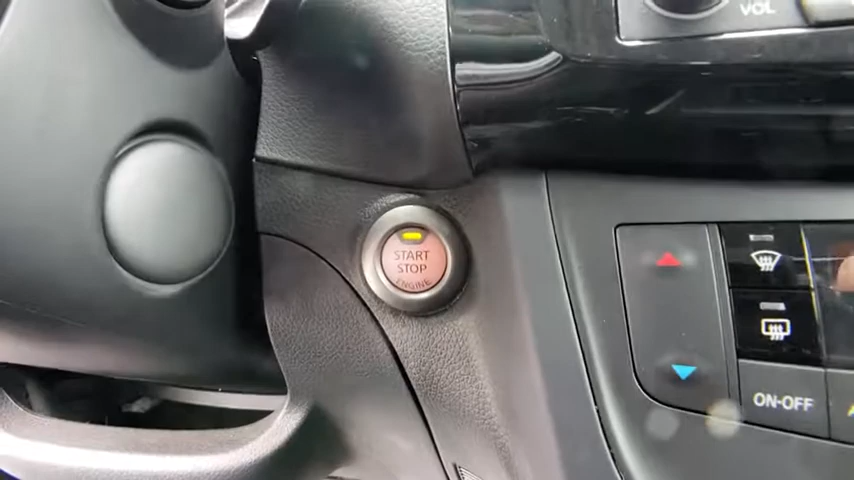 VOL
START
STOP
ENGINE
ON•OFF